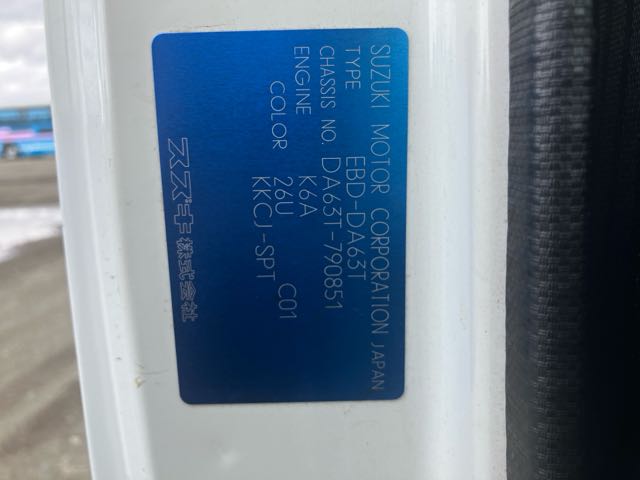 SUZUKI MOTOR CORPORATION JAPAN
TYPE EBD-DA63T
CHASSIS NO. DA63T-790851
ENGINE K6A
COLOR 26U C01
KKCJ-SPT
スズキ株式会社